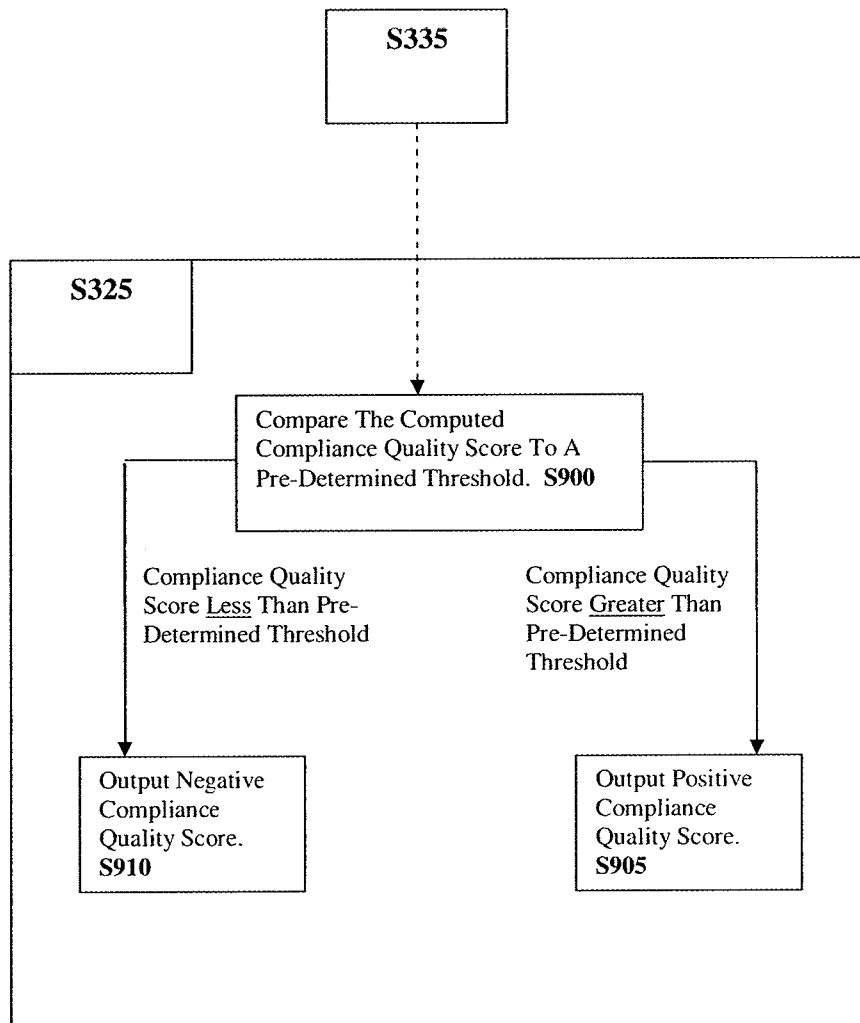 S335
S325
Compare The Computed
Compliance Quality Score To A
Pre-Determined Threshold. S900
Compliance Quality
Score Less Than Pre-
Determined Threshold
Compliance Quality
Score Greater Than
Pre-Determined
Threshold
Output Negative
Compliance
Quality Score.
S910
Output Positive
Compliance
Quality Score.
S905